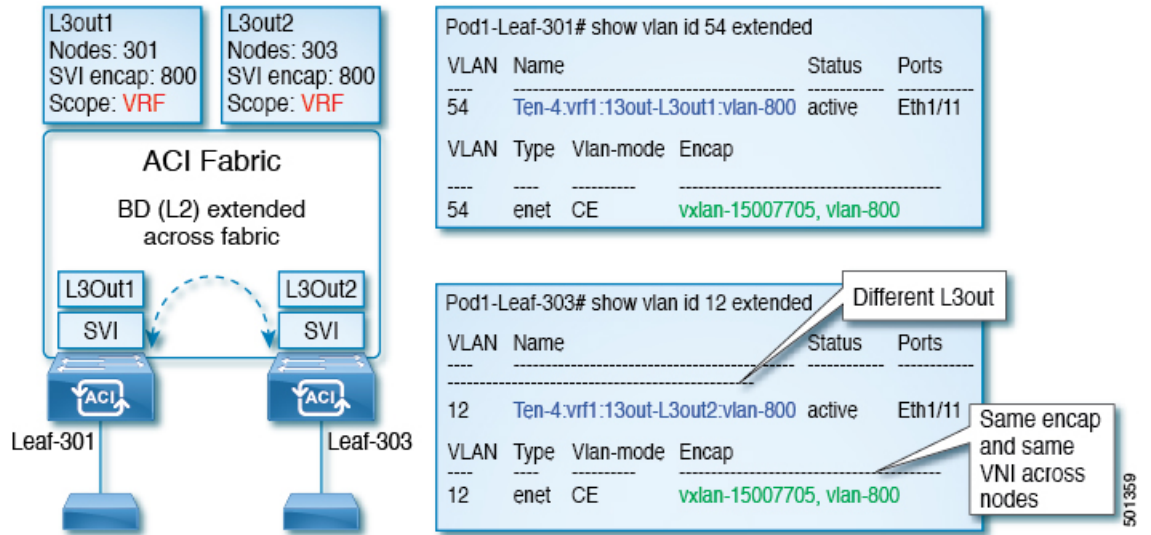 L3out1
Nodes: 301
SVI encap: 800
Scope: VRF
L3out2
Nodes: 303
SVI encap: 800
Scope: VRF
ACI Fabric
BD (L2) extended
across fabric
L3Out1
SVI
L3Out2
SVI
ACI
ACI
Leaf-301
Leaf-303
Pod1-Leaf-301# show vlan id 54 extended
VLAN Name Status Ports
---- -------------------------------- --------- --------
54 Ten-4:vrf1:13out-L3out1:vlan-800 active Eth1/11
VLAN Type Vlan-mode Encap
---- ---- ---------- --------------------------------
54 enet CE vxlan-15007705, vlan-800
Pod1-Leaf-303# show vlan id 12 extended
Different L3out
VLAN Name Status Ports
---- -------------------------------- --------- --------
--------------------------------
12 Ten-4:vrf1:13out-L3out2:vlan-800 active Eth1/11
VLAN Type Vlan-mode Encap
---- ---- ---------- --------------------------------
12 enet CE vxlan-15007705, vlan-800
Same encap
and same
VNI across
nodes
501359